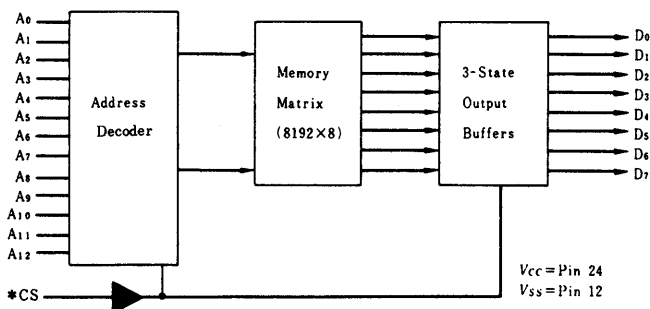 A0
A1
A2
A3
A4
A5
A6
A7
A8
A9
A10
A11
A12
*CS
Address
Decoder
Memory
Matrix
(8192×8)
3-State
Output
Buffers
D0
D1
D2
D3
D4
D5
D6
D7
Vcc=Pin 24
Vss=Pin 12